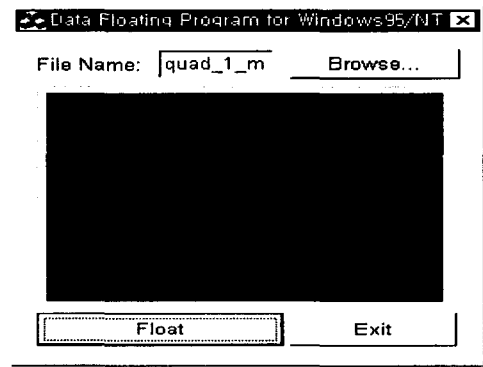 Data Floating Program for Windows95/NT
File Name: quad_1_m Browse...
Float Exit